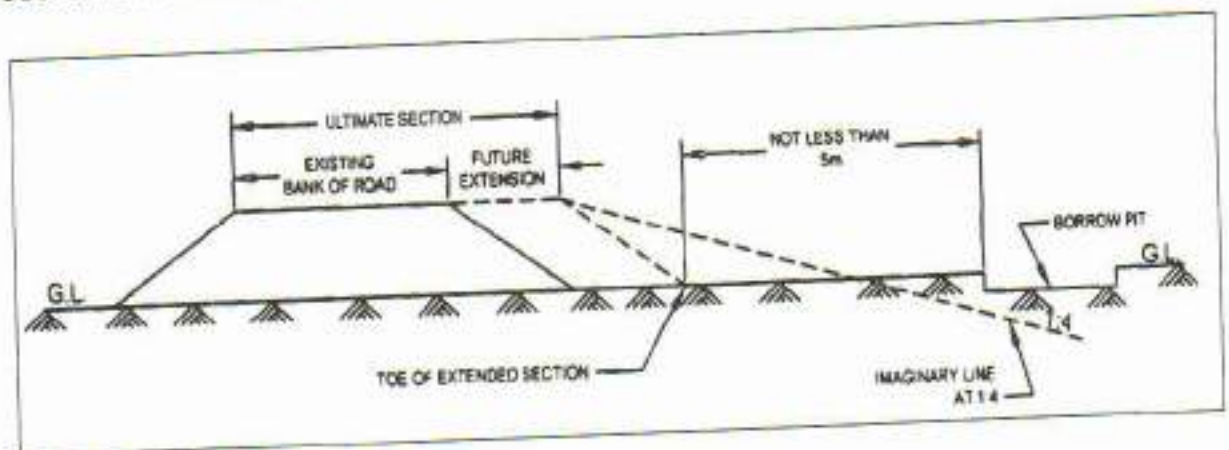 ULTIMATE SECTION
EXISTING
BANK OF ROAD
FUTURE
EXTENSION
NOT LESS THAN
5m
BORROW PIT
G.L
G.L
1:4
TOE OF EXTENDED SECTION
IMAGINARY LINE
AT 1:4